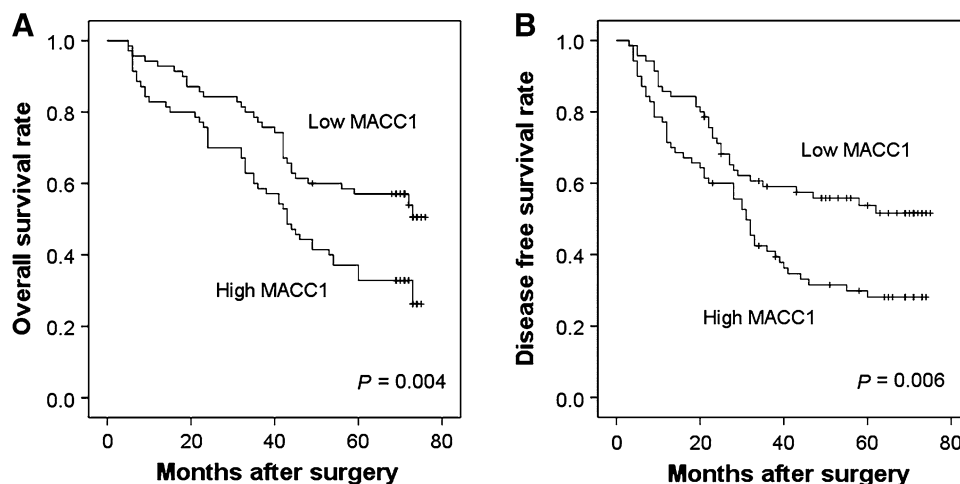 A
Overall survival rate
1.0
0.8
0.6
0.4
0.2
0.0
Low MACC1
High MACC1
P = 0.004
0 20 40 60 80
Months after surgery
B
Disease free survival rate
1.0
0.8
0.6
0.4
0.2
0.0
Low MACC1
High MACC1
P = 0.006
0 20 40 60 80
Months after surgery